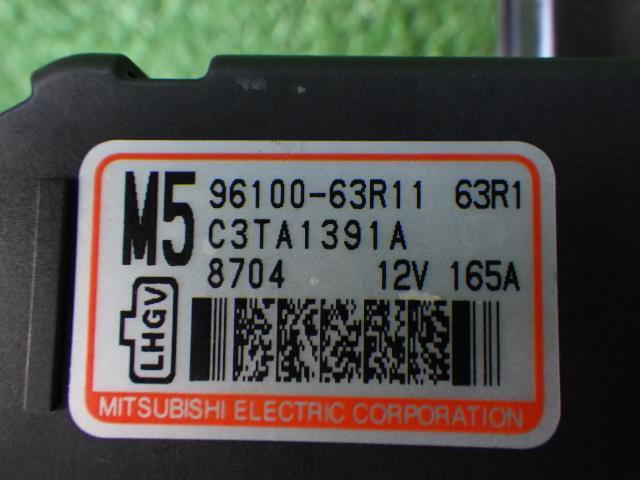 M5 96100-63R11 63R1
C3TA1391A
8704 12V 165A
LHGV
MITSUBISHI ELECTRIC CORPORATION